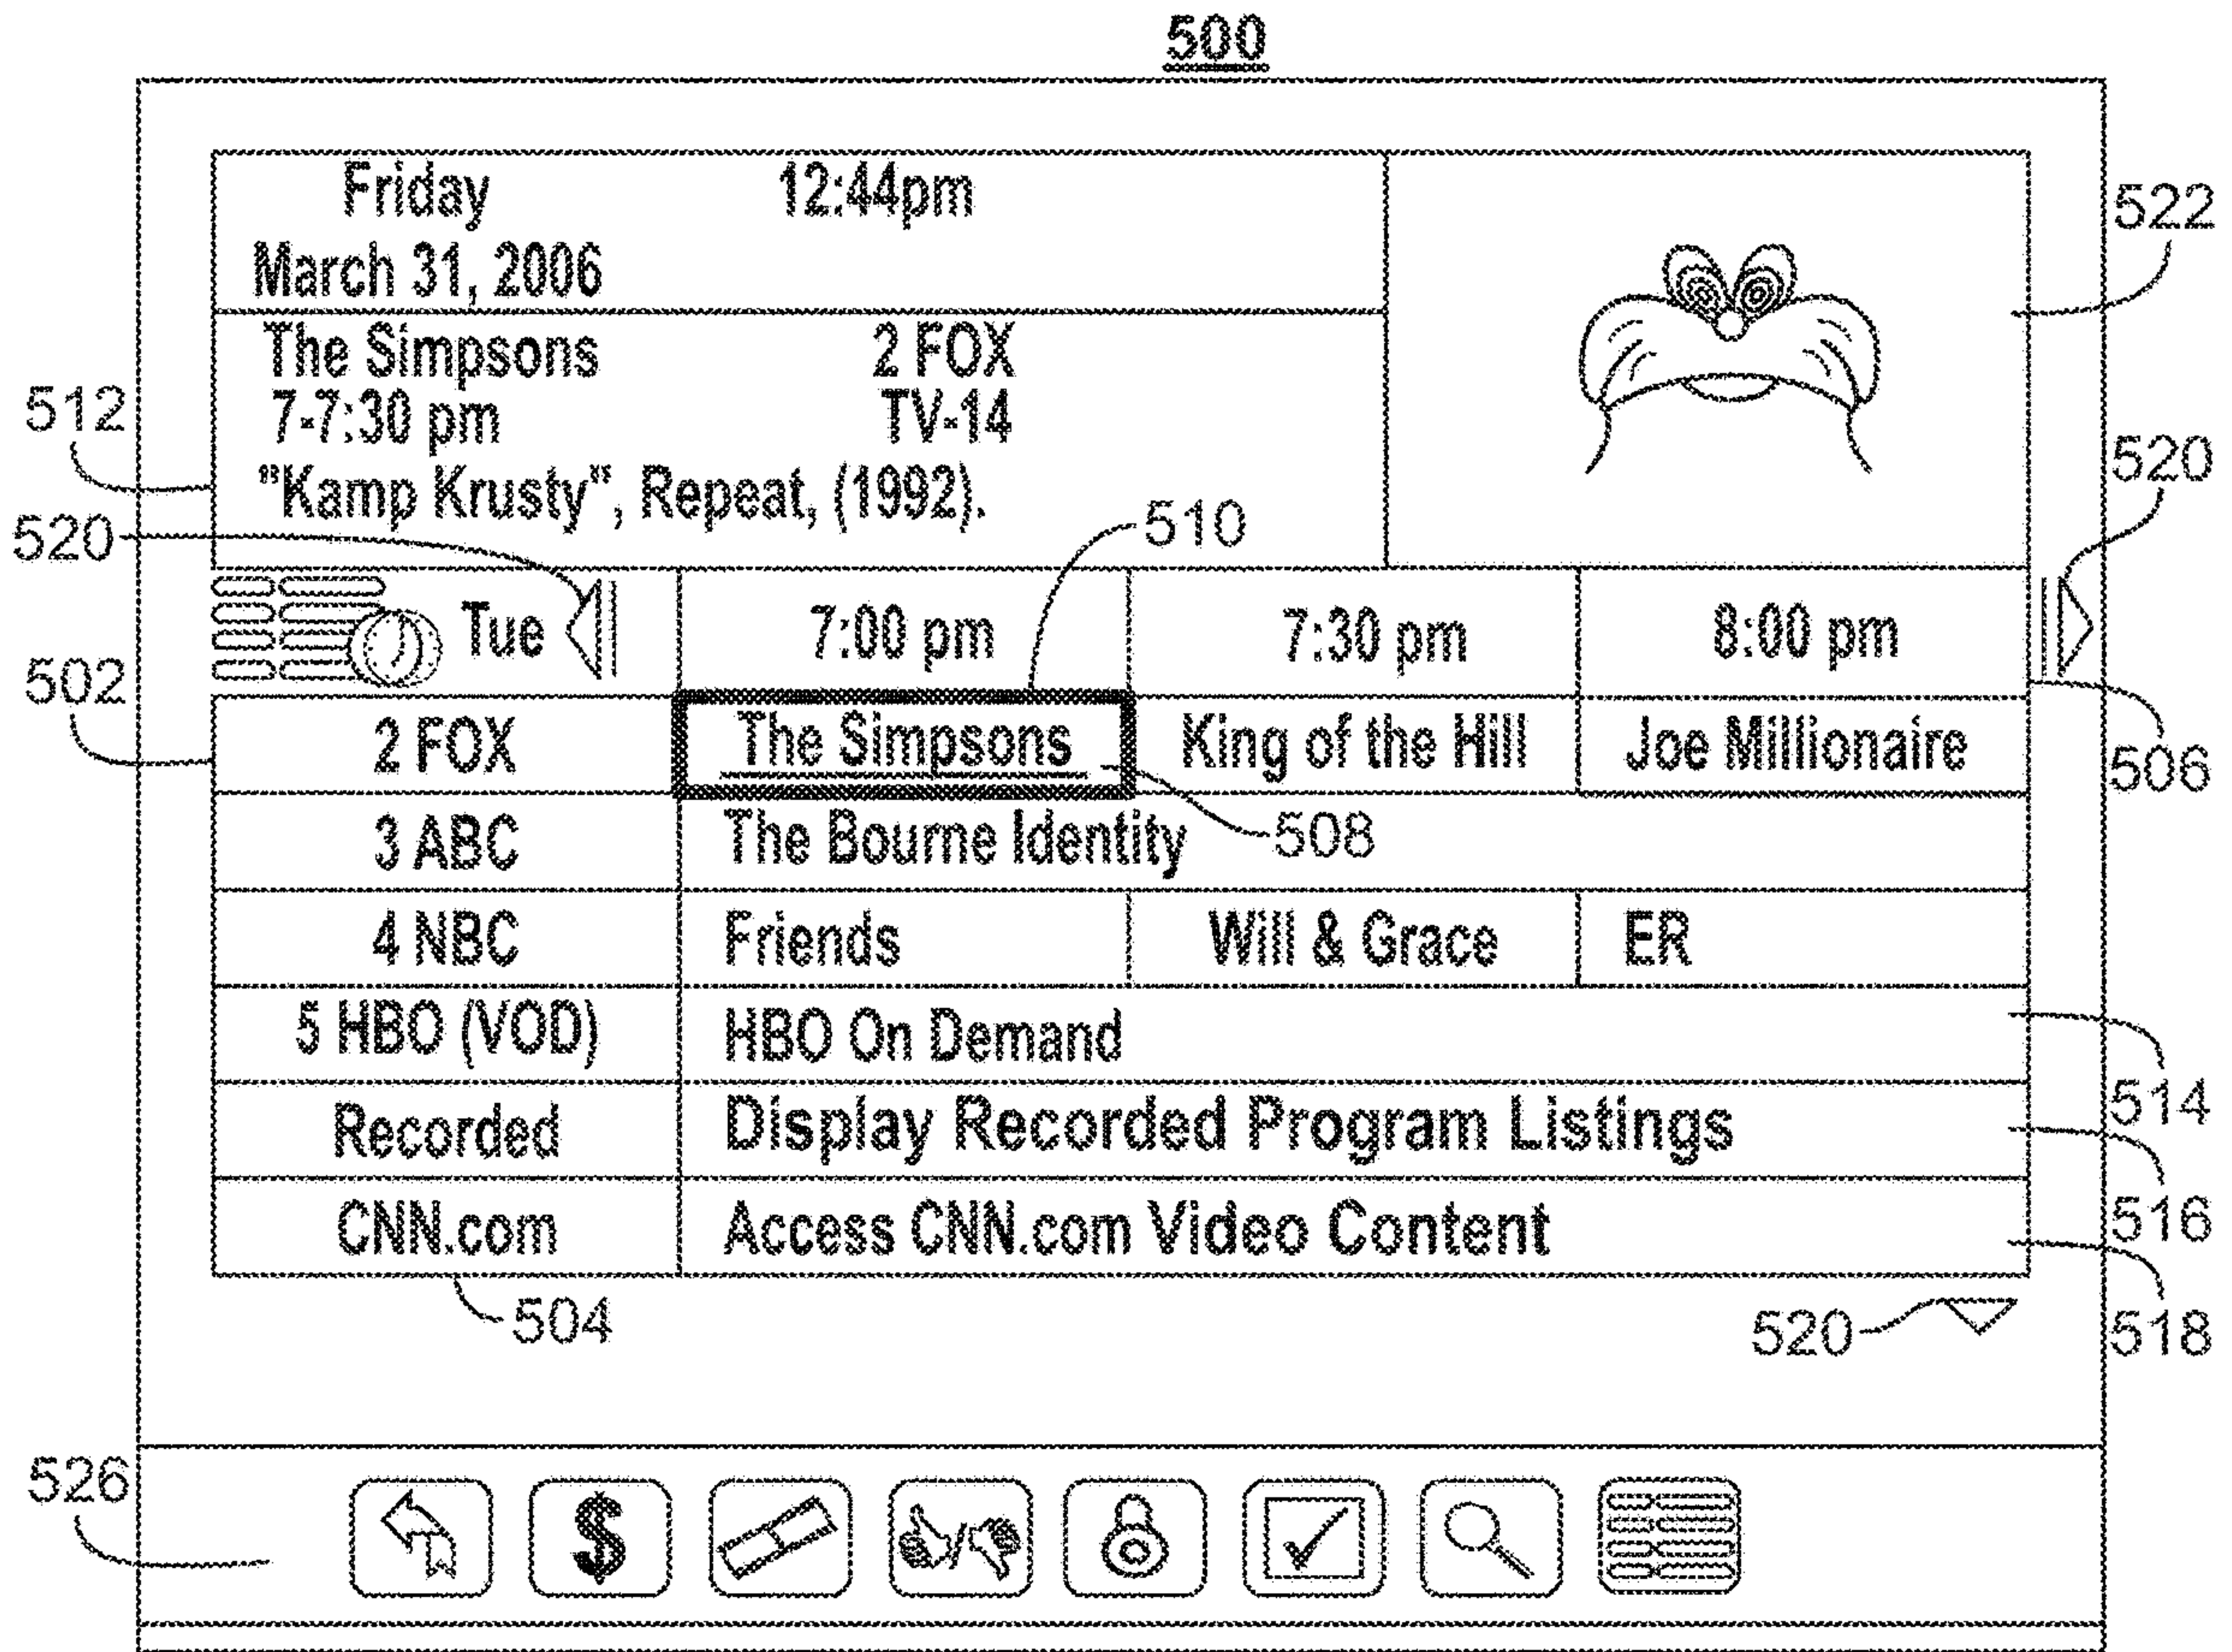 500
Friday 12:44pm
March 31, 2006
522
The Simpsons 2 FOX
512
7-7:30 pm TV-14
520
"Kamp Krusty", Repeat, (1992).
510
520
Tue 7:00 pm 7:30 pm 8:00 pm
502
2 FOX The Simpsons King of the Hill Joe Millionaire
506
3 ABC The Bourne Identity 508
4 NBC Friends Will & Grace ER
5 HBO (VOD) HBO On Demand
514
Recorded Display Recorded Program Listings
516
CNN.com Access CNN.com Video Content
504
520
518
526
$